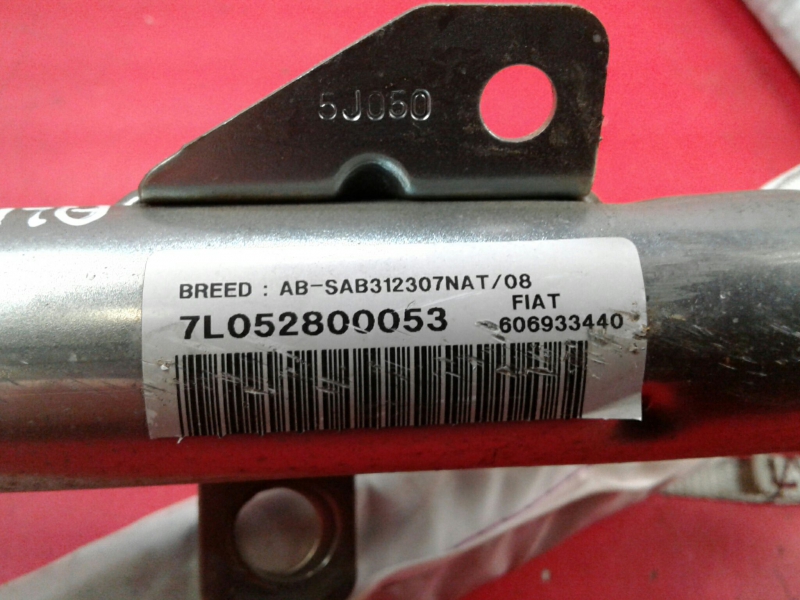 5J050
BREED : AB-SAB312307NAT/08
FIAT
7L052800053
606933440